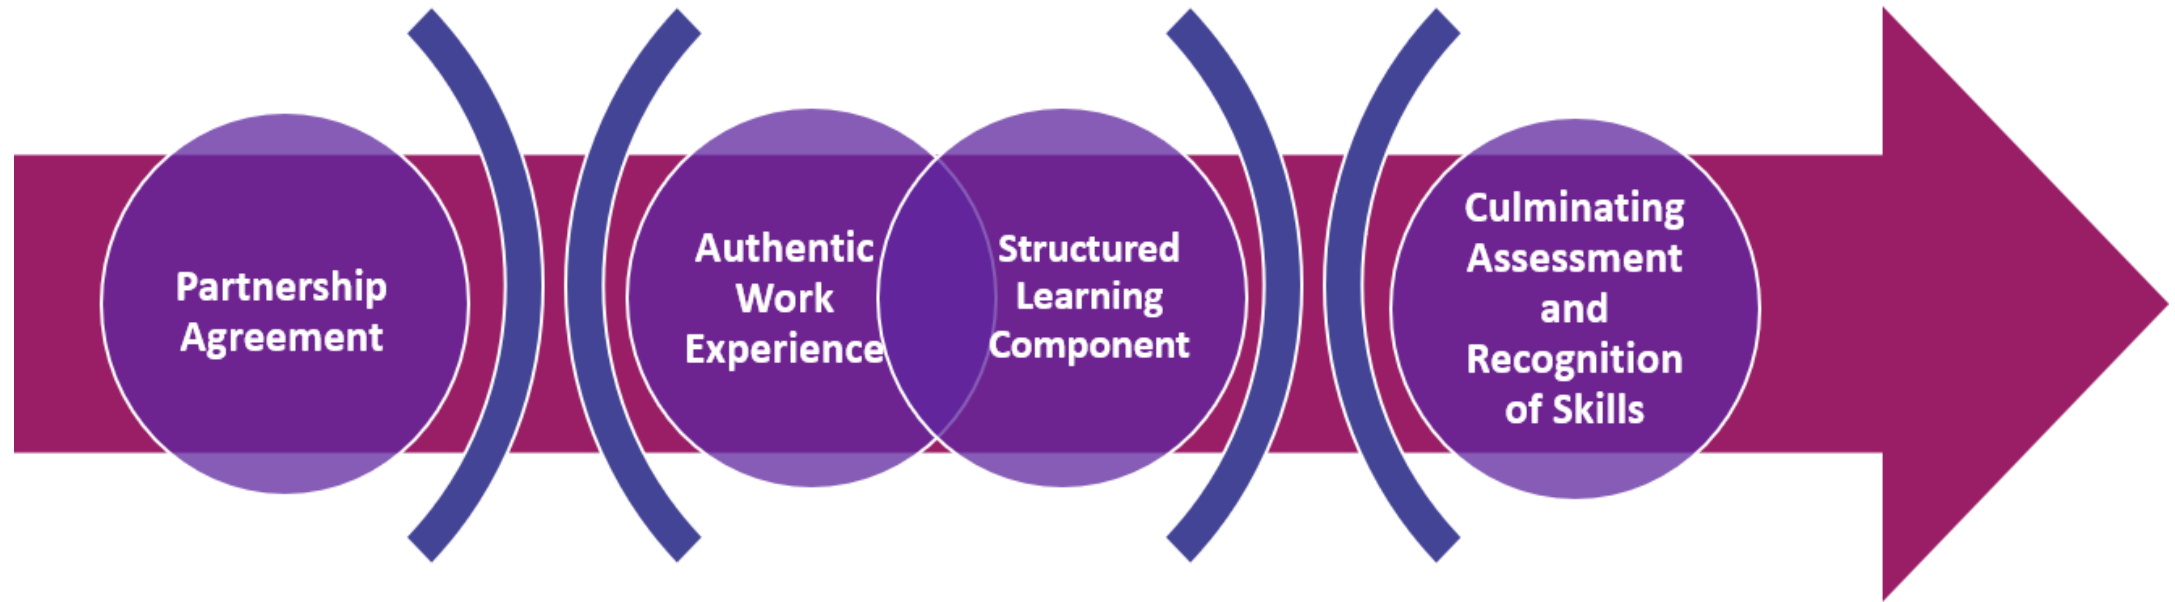 Partnership
Agreement
Authentic
Work
Experience
Structured
Learning
Component
Culminating
Assessment
and
Recognition
of Skills